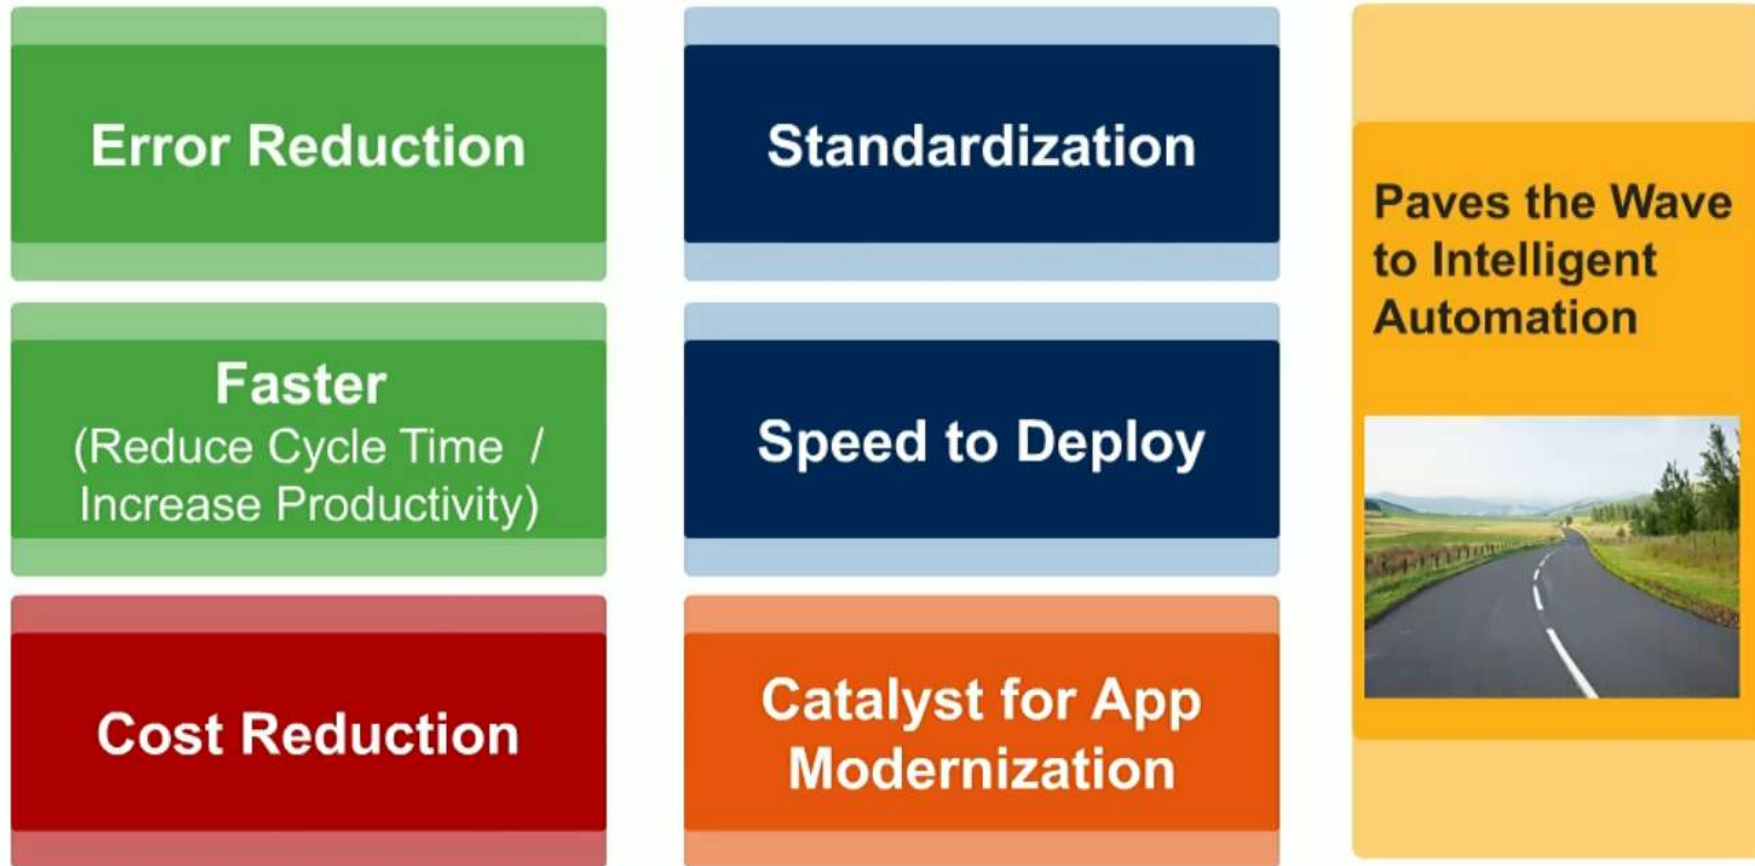 Error Reduction
Faster
(Reduce Cycle Time /
Increase Productivity)
Cost Reduction
Standardization
Speed to Deploy
Catalyst for App
Modernization
Paves the Wave
to Intelligent
Automation